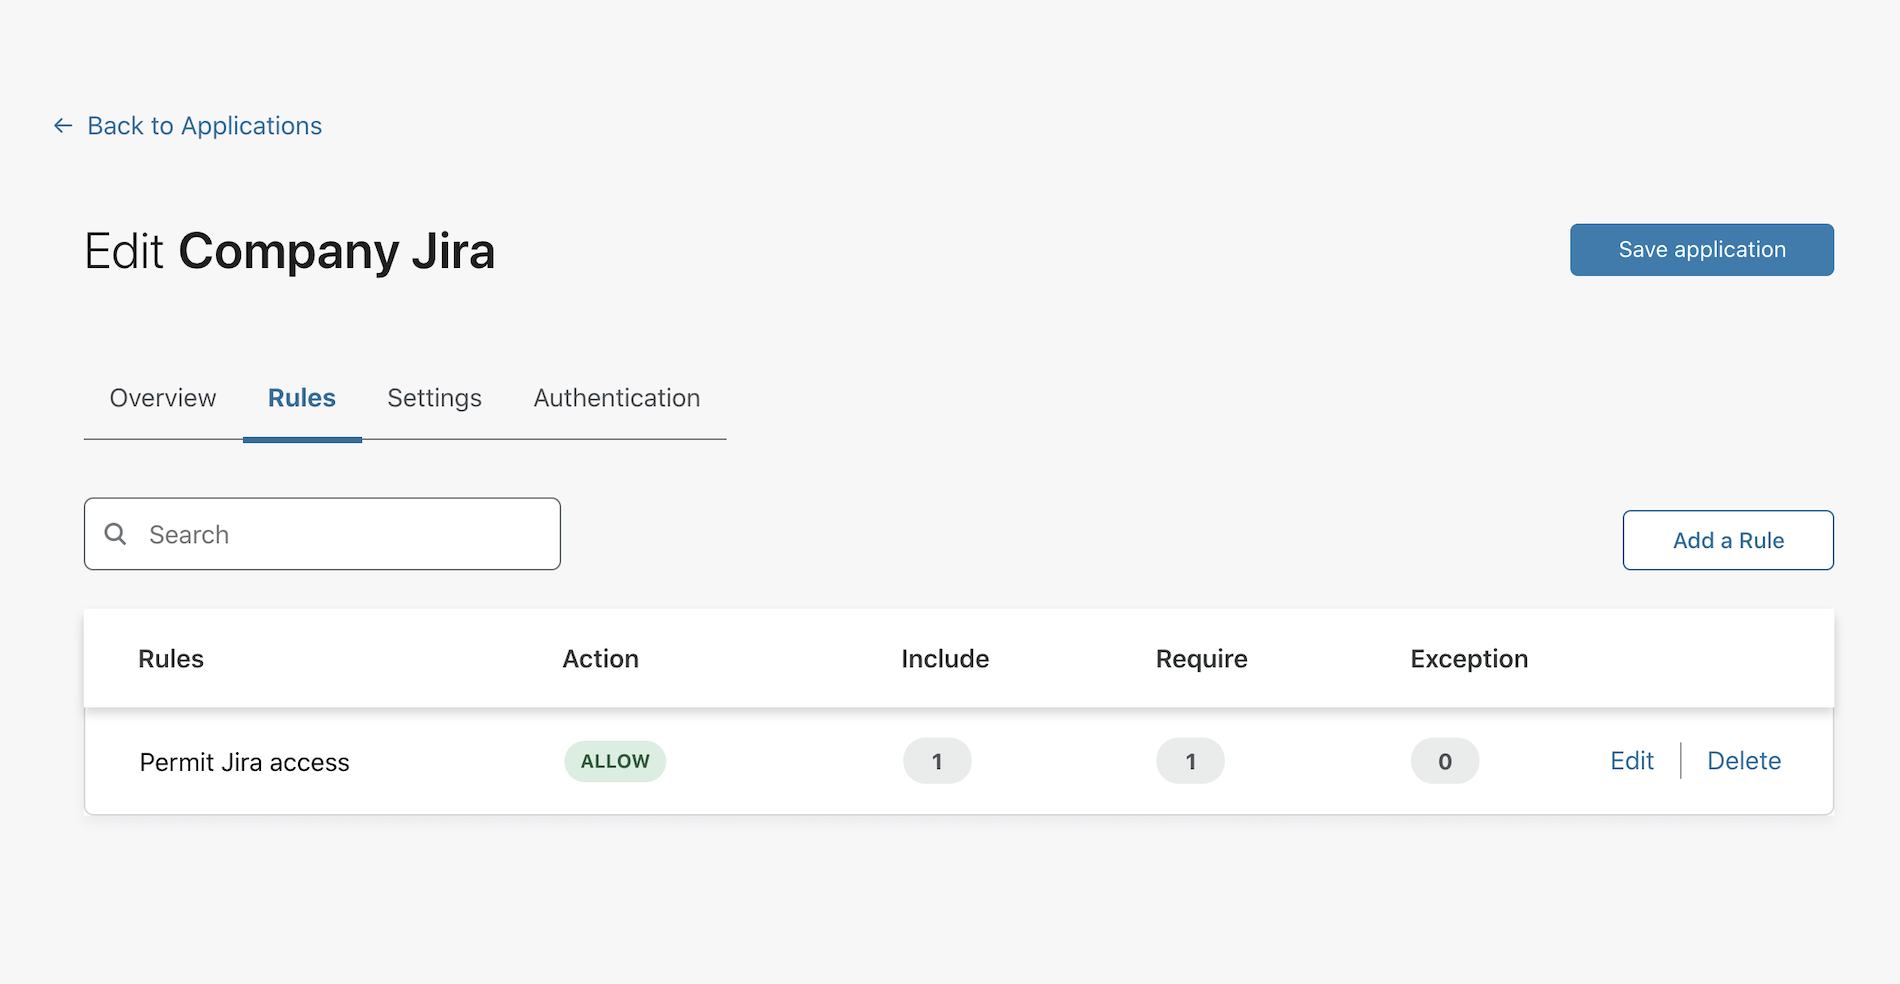 ← Back to Applications
Edit Company Jira
Save application
Overview Rules Settings Authentication
Search
Add a Rule
Rules Action Include Require Exception
Permit Jira access ALLOW 1 1 0 Edit Delete